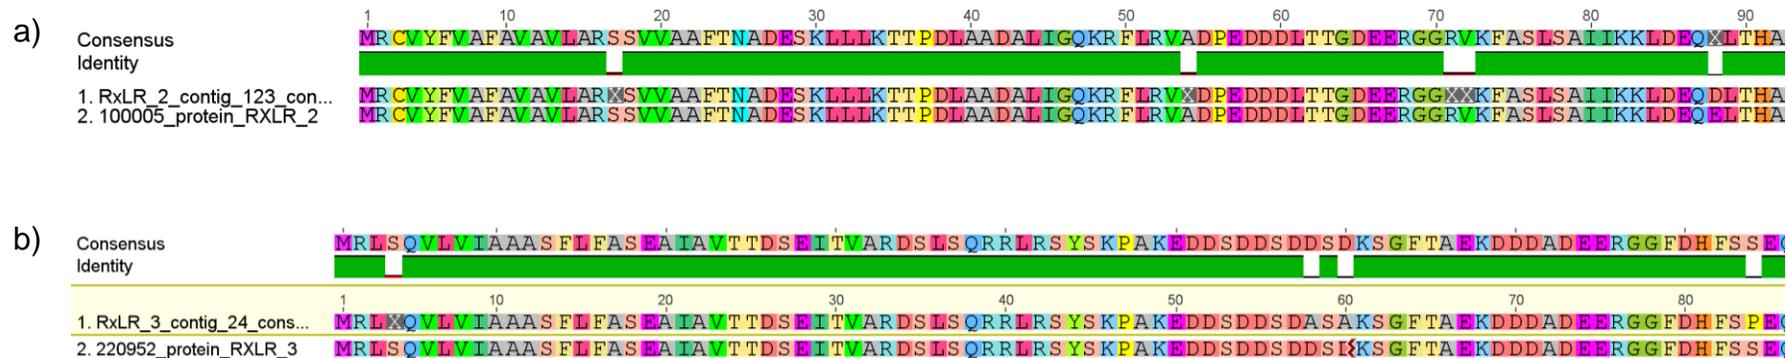 a)
1 10 20 30 40 50 60 70 80 90
Consensus MRCVYFVAFAVAVLARSSVVAAFTNADESKLLLKTTPDLAADALIGQKRFLRVADPEDDDLTTGDEERGGRVKFASLSAIIKKLDEQXLTHA
Identity
1. RxLR_2_contig_123_con... MRCVYFVAFAVAVLARXSVVAAFTNADESKLLLKTTPDLAADALIGQKRFLRVXDPEDDDLTTGDEERGGXXKFASLSAIIKKLDEQDLTHA
2. 100005_protein_RXLR_2 MRCVYFVAFAVAVLARSSVVAAFTNADESKLLLKTTPDLAADALIGQKRFLRVADPEDDDLTTGDEERGGRVKFASLSAIIKKLDEQELTHA
b)
Consensus MRLSQVLVIAAASFLFASEAIAVTTDSEITVARDSLSQRRLRSYSKPAKEDDSDDSDDSDKSGFTAEKDDDADEERGGFDHFSSE
Identity
1 10 20 30 40 50 60 70 80
1. RxLR_3_contig_24_cons... MRLXQVLVIAAASFLFASEAIAVTTDSEITVARDSLSQRRLRSYSKPAKEDDSDDSDASAKSGFTAEKDDDADEERGGFDHFSPE
2. 220952_protein_RXLR_3 MRLSQVLVIAAASFLFASEAIAVTTDSEITVARDSLSQRRLRSYSKPAKEDDSDDSDDSDKSGFTAEKDDDADEERGGFDHFSSE